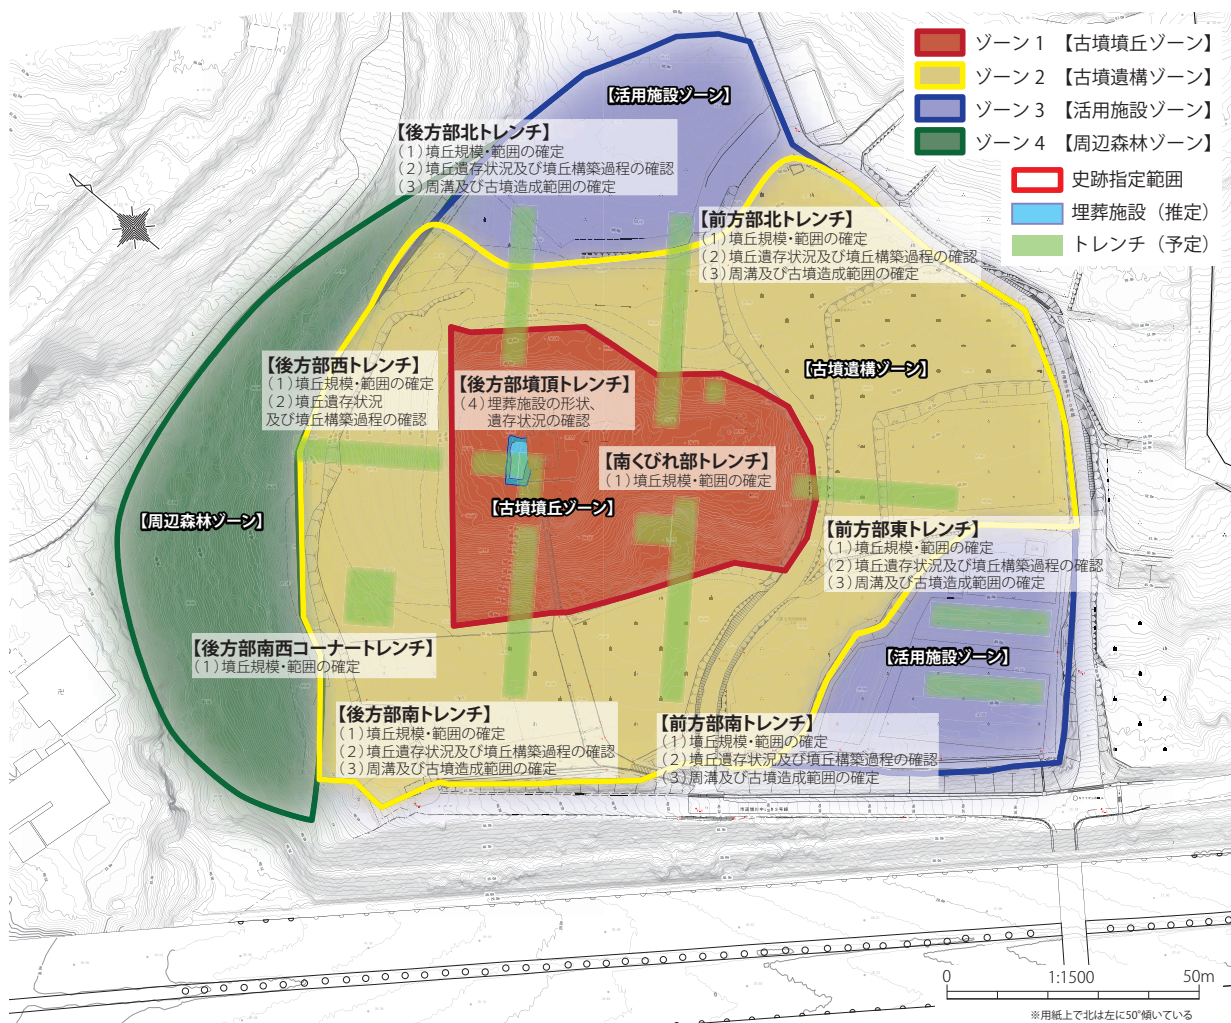 ゾーン1 【古墳墳丘ゾーン】
ゾーン2 【古墳遺構ゾーン】
ゾーン3 【活用施設ゾーン】
ゾーン4 【周辺森林ゾーン】
史跡指定範囲
埋葬施設（推定）
トレンチ（予定）
【活用施設ゾーン】
【後方部北トレンチ】
（1）墳丘規模・範囲の確定
（2）墳丘遺存状況及び墳丘構築過程の確認
（3）周溝及び古墳造成範囲の確定
【前方部北トレンチ】
（1）墳丘規模・範囲の確定
（2）墳丘遺存状況及び墳丘構築過程の確認
（3）周溝及び古墳造成範囲の確定
【後方部西トレンチ】
（1）墳丘規模・範囲の確定
（2）墳丘遺存状況
及び墳丘構築過程の確認
【後方部墳頂トレンチ】
（4）埋葬施設の形状、
遺存状況の確認
【古墳遺構ゾーン】
【南くびれ部トレンチ】
（1）墳丘規模・範囲の確定
【古墳墳丘ゾーン】
【周辺森林ゾーン】
【前方部東トレンチ】
（1）墳丘規模・範囲の確定
（2）墳丘遺存状況及び墳丘構築過程の確認
（3）周溝及び古墳造成範囲の確定
【後方部南西コーナートレンチ】
（1）墳丘規模・範囲の確定
【活用施設ゾーン】
【後方部南トレンチ】
（1）墳丘規模・範囲の確定
（2）墳丘遺存状況及び墳丘構築過程の確認
（3）周溝及び古墳造成範囲の確定
【前方部南トレンチ】
（1）墳丘規模・範囲の確定
（2）墳丘遺存状況及び墳丘構築過程の確認
（3）周溝及び古墳造成範囲の確定
0 1:1500 50m
※用紙上で北は左に50°傾いている